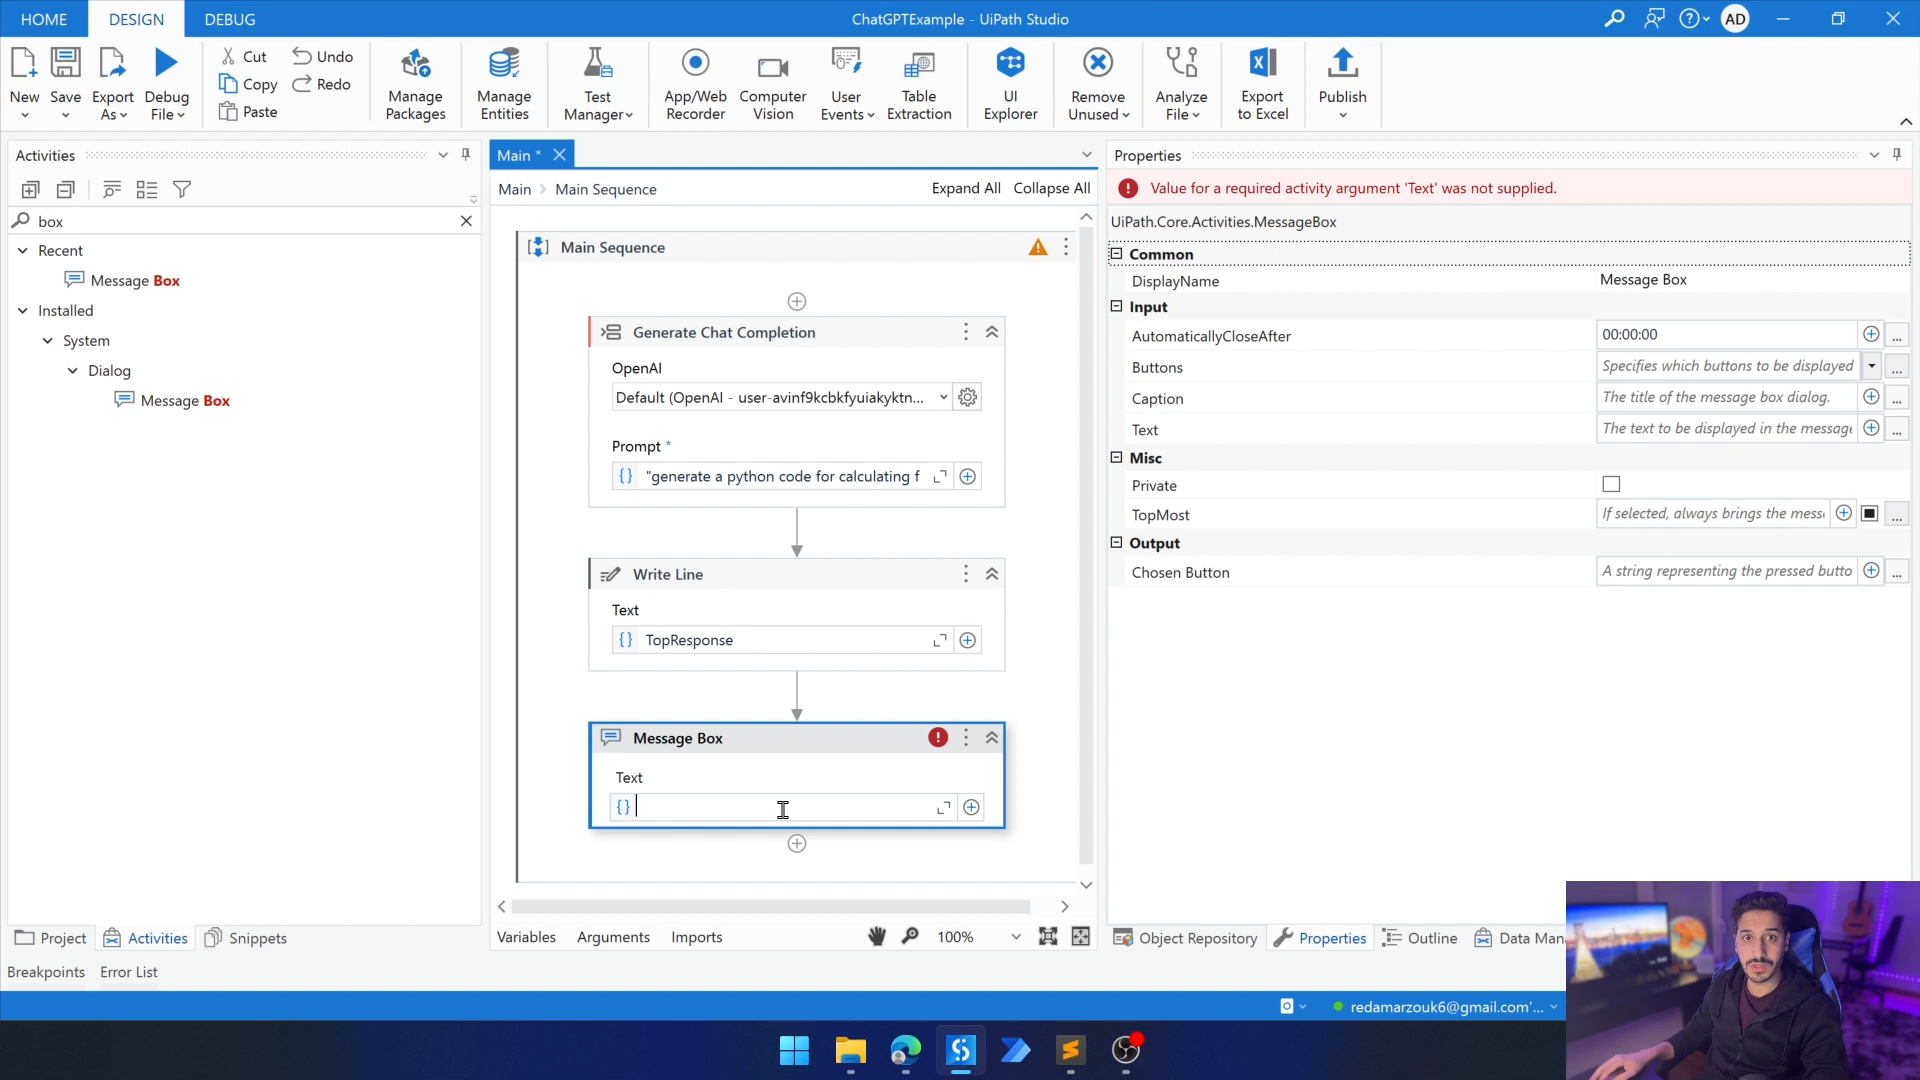 HOME
DESIGN
DEBUG
ChatGPTExample - UiPath Studio
AD
New
Save
Export As
Debug File
Cut
Copy
Paste
Undo
Redo
Manage Packages
Manage Entities
Test Manager
App/Web Recorder
Computer Vision
User Events
Table Extraction
UI Explorer
Remove Unused
Analyze File
Export to Excel
Publish
Activities
box
Recent
Message Box
Installed
System
Dialog
Message Box
Main *
Main > Main Sequence
Expand All
Collapse All
Main Sequence
Generate Chat Completion
OpenAI
Default (OpenAI - user-avinf9kcbkfyuiakyktn...
Prompt *
"generate a python code for calculating f
Write Line
Text
TopResponse
Message Box
Text
Variables
Arguments
Imports
100%
Properties
Value for a required activity argument 'Text' was not supplied.
UiPath.Core.Activities.MessageBox
Common
DisplayName
Message Box
Input
AutomaticallyCloseAfter
00:00:00
Buttons
Specifies which buttons to be displayed
Caption
The title of the message box dialog.
Text
The text to be displayed in the message
Misc
Private
TopMost
If selected, always brings the mess
Output
Chosen Button
A string representing the pressed butto
Project
Activities
Snippets
Object Repository
Properties
Outline
Data Man
Breakpoints
Error List
redamarzouk6@gmail.com'...